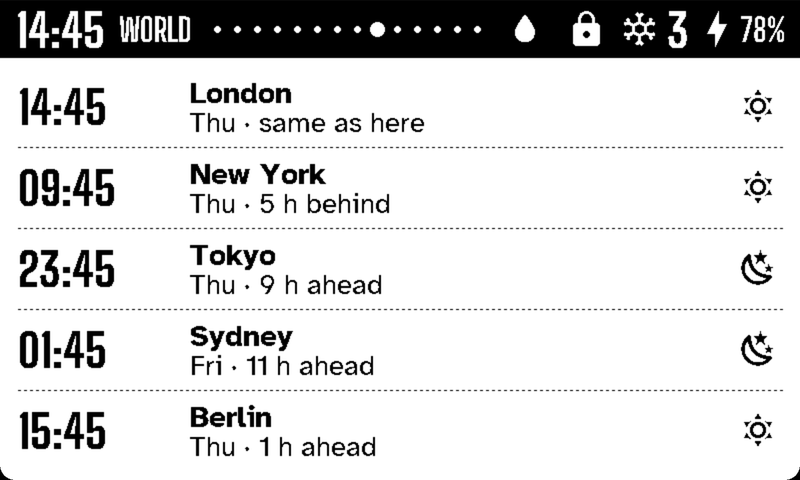 14:45 WORLD 3 78%
14:45 London
Thu · same as here
09:45 New York
Thu · 5 h behind
23:45 Tokyo
Thu · 9 h ahead
01:45 Sydney
Fri · 11 h ahead
15:45 Berlin
Thu · 1 h ahead